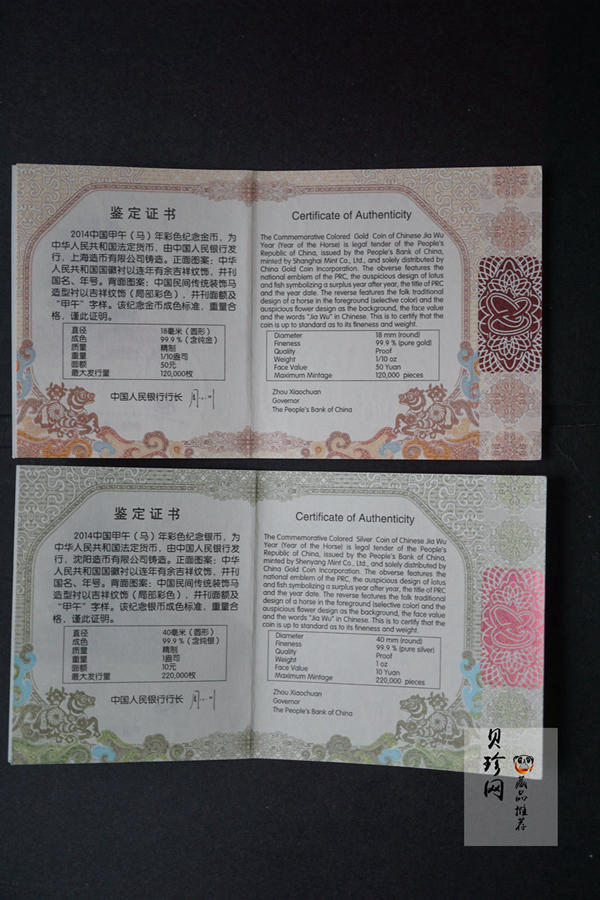 鉴定证书
2014中国甲午（马）年彩色纪念金币，为
中华人民共和国法定货币，由中国人民银行发
行，上海造币有限公司铸造。正面图案：中华
人民共和国国徽衬以连年有余吉祥纹饰，并刊
国名、年号。背面图案：中国民间传统装饰马
造型衬以吉祥纹饰（局部彩色），并刊面额及
“甲午”字样。该纪念金币成色标准，重量合
格，谨此证明。
直径 18毫米（圆形）
成色 99.9％（含纯金）
质量 精制
重量 1/10盎司
面额 50元
最大发行量 120,000枚
中国人民银行行长
Certificate of Authenticity
The Commemorative Colored Gold Coin of Chinese Jia Wu
Year (Year of the Horse) is legal tender of the People's
Republic of China, issued by the People's Bank of China,
minted by Shanghai Mint Co., Ltd., and solely distributed by
China Gold Coin Incorporation. The obverse features the
national emblem of the PRC, the auspicious design of lotus
and fish symbolizing a surplus year after year, the title of PRC
and the year date. The reverse features the folk traditional
design of a horse in the foreground (selective color) and the
auspicious flower design as the background, the face value
and the words "Jia Wu" in Chinese. This is to certify that the
coin is up to standard as to its fineness and weight.
Diameter 18 mm (round)
Fineness 99.9 % (pure gold)
Quality Proof
Weight 1/10 oz
Face Value 50 Yuan
Maximum Mintage 120,000 pieces
Zhou Xiaochuan
Governor
The People's Bank of China
鉴定证书
2014中国甲午（马）年彩色纪念银币，为
中华人民共和国法定货币，由中国人民银行发
行，沈阳造币有限公司铸造。正面图案：中华
人民共和国国徽衬以连年有余吉祥纹饰，并刊
国名、年号。背面图案：中国民间传统装饰马
造型衬以吉祥纹饰（局部彩色），并刊面额及
“甲午”字样。该纪念银币成色标准，重量合
格，谨此证明。
直径 40毫米（圆形）
成色 99.9％（含纯银）
质量 精制
重量 1盎司
面额 10元
最大发行量 220,000枚
中国人民银行行长
Certificate of Authenticity
The Commemorative Colored Silver Coin of Chinese Jia Wu
Year (Year of the Horse) is legal tender of the People's
Republic of China, issued by the People's Bank of China,
minted by Shenyang Mint Co., Ltd., and solely distributed by
China Gold Coin Incorporation. The obverse features the
national emblem of the PRC, the auspicious design of lotus
and fish symbolizing a surplus year after year, the title of PRC
and the year date. The reverse features the folk traditional
design of a horse in the foreground (selective color) and the
auspicious flower design as the background, the face value
and the words "Jia Wu" in Chinese. This is to certify that the
coin is up to standard as to its fineness and weight.
Diameter 40 mm (round)
Fineness 99.9 % (pure silver)
Quality Proof
Weight 1 oz
Face Value 10 Yuan
Maximum Mintage 220,000 pieces
Zhou Xiaochuan
Governor
The People's Bank of China
贝珍网
藏品推荐